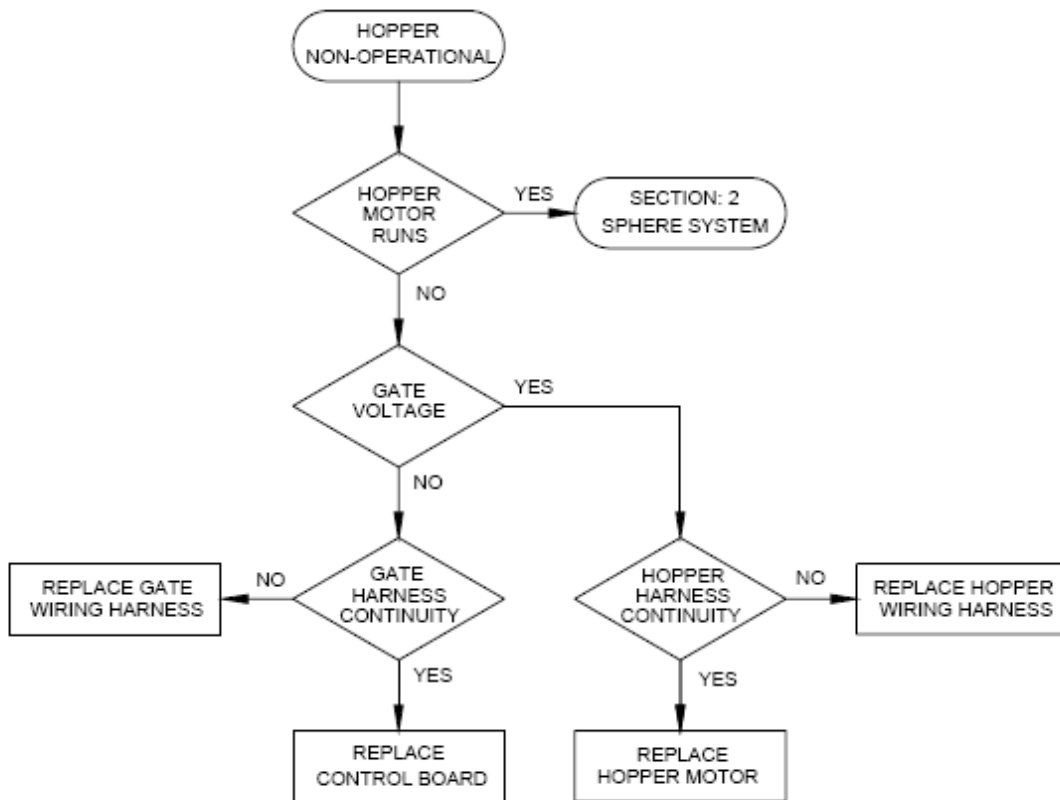 HOPPER
NON-OPERATIONAL
HOPPER
MOTOR
RUNS
YES
SECTION: 2
SPHERE SYSTEM
NO
GATE
VOLTAGE
YES
NO
GATE
HARNESS
CONTINUITY
NO
REPLACE GATE
WIRING HARNESS
YES
REPLACE
CONTROL BOARD
HOPPER
HARNESS
CONTINUITY
NO
REPLACE HOPPER
WIRING HARNESS
YES
REPLACE
HOPPER MOTOR